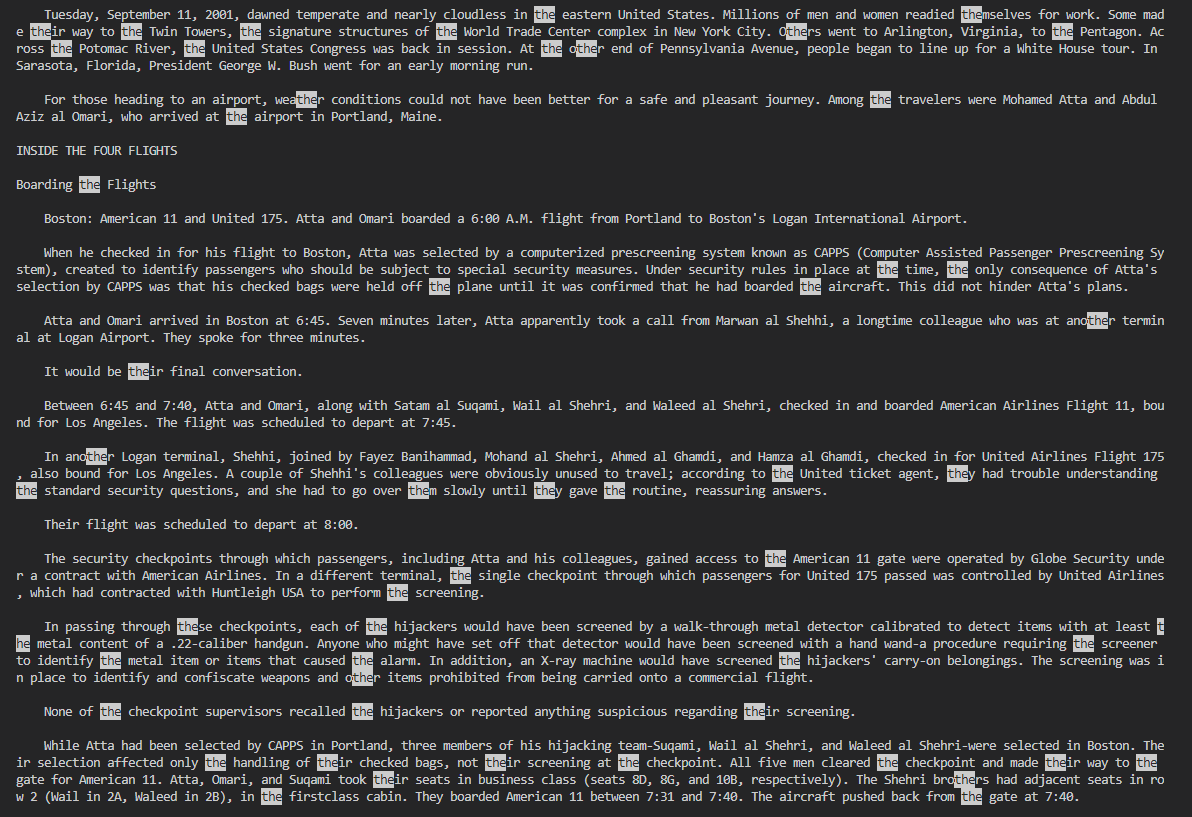 Tuesday, September 11, 2001, dawned temperate and nearly cloudless in the eastern United States. Millions of men and women readied themselves for work. Some mad
e their way to the Twin Towers, the signature structures of the World Trade Center complex in New York City. Others went to Arlington, Virginia, to the Pentagon. Ac
ross the Potomac River, the United States Congress was back in session. At the other end of Pennsylvania Avenue, people began to line up for a White House tour. In
Sarasota, Florida, President George W. Bush went for an early morning run.

For those heading to an airport, weather conditions could not have been better for a safe and pleasant journey. Among the travelers were Mohamed Atta and Abdul
Aziz al Omari, who arrived at the airport in Portland, Maine.

INSIDE THE FOUR FLIGHTS

Boarding the Flights

Boston: American 11 and United 175. Atta and Omari boarded a 6:00 A.M. flight from Portland to Boston's Logan International Airport.

When he checked in for his flight to Boston, Atta was selected by a computerized prescreening system known as CAPPS (Computer Assisted Passenger Prescreening Sy
stem), created to identify passengers who should be subject to special security measures. Under security rules in place at the time, the only consequence of Atta's
selection by CAPPS was that his checked bags were held off the plane until it was confirmed that he had boarded the aircraft. This did not hinder Atta's plans.

Atta and Omari arrived in Boston at 6:45. Seven minutes later, Atta apparently took a call from Marwan al Shehhi, a longtime colleague who was at another termin
al at Logan Airport. They spoke for three minutes.

It would be their final conversation.

Between 6:45 and 7:40, Atta and Omari, along with Satam al Suqami, Wail al Shehri, and Waleed al Shehri, checked in and boarded American Airlines Flight 11, bou
nd for Los Angeles. The flight was scheduled to depart at 7:45.

In another Logan terminal, Shehhi, joined by Fayez Banihammad, Mohand al Shehri, Ahmed al Ghamdi, and Hamza al Ghamdi, checked in for United Airlines Flight 175
, also bound for Los Angeles. A couple of Shehhi's colleagues were obviously unused to travel; according to the United ticket agent, they had trouble understanding
the standard security questions, and she had to go over them slowly until they gave the routine, reassuring answers.

Their flight was scheduled to depart at 8:00.

The security checkpoints through which passengers, including Atta and his colleagues, gained access to the American 11 gate were operated by Globe Security unde
r a contract with American Airlines. In a different terminal, the single checkpoint through which passengers for United 175 passed was controlled by United Airlines
, which had contracted with Huntleigh USA to perform the screening.

In passing through these checkpoints, each of the hijackers would have been screened by a walk-through metal detector calibrated to detect items with at least t
he metal content of a .22-caliber handgun. Anyone who might have set off that detector would have been screened with a hand wand-a procedure requiring the screener
to identify the metal item or items that caused the alarm. In addition, an X-ray machine would have screened the hijackers' carry-on belongings. The screening was i
n place to identify and confiscate weapons and other items prohibited from being carried onto a commercial flight.

None of the checkpoint supervisors recalled the hijackers or reported anything suspicious regarding their screening.

While Atta had been selected by CAPPS in Portland, three members of his hijacking team-Suqami, Wail al Shehri, and Waleed al Shehri-were selected in Boston. The
ir selection affected only the handling of their checked bags, not their screening at the checkpoint. All five men cleared the checkpoint and made their way to the
gate for American 11. Atta, Omari, and Suqami took their seats in business class (seats 8D, 8G, and 10B, respectively). The Shehri brothers had adjacent seats in ro
w 2 (Wail in 2A, Waleed in 2B), in the firstclass cabin. They boarded American 11 between 7:31 and 7:40. The aircraft pushed back from the gate at 7:40.